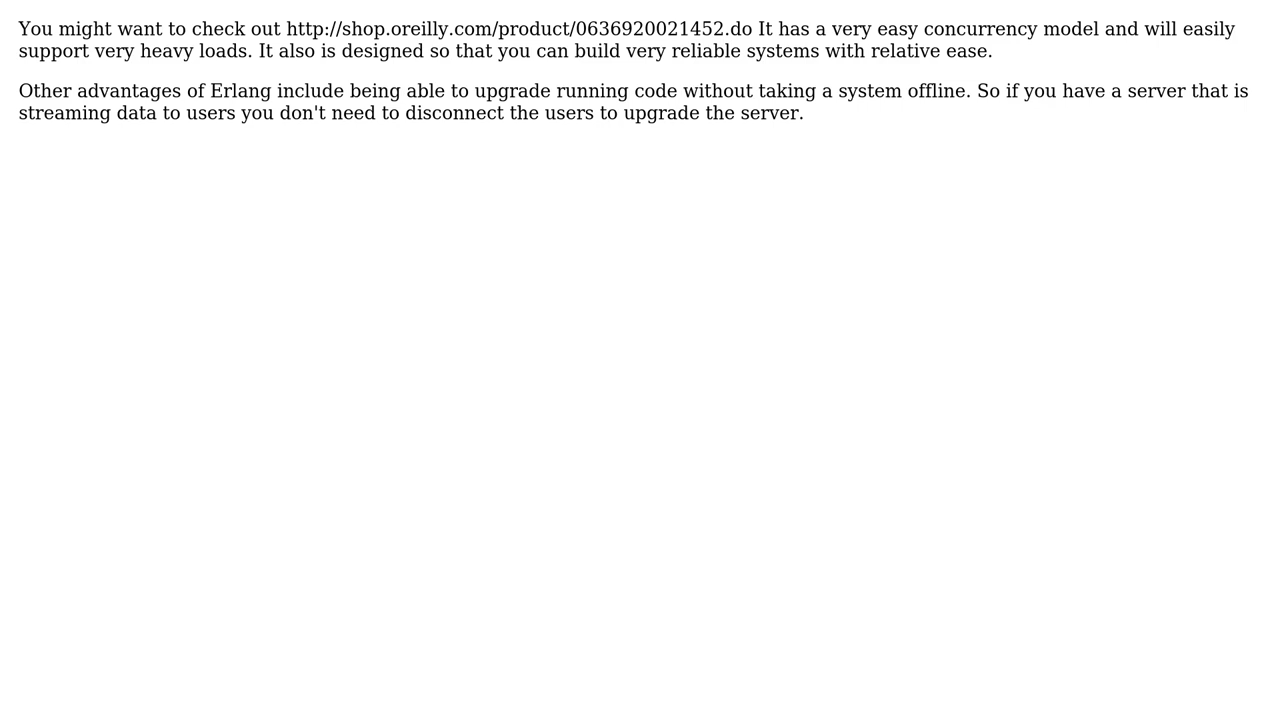 You might want to check out http://shop.oreilly.com/product/0636920021452.do It has a very easy concurrency model and will easily
support very heavy loads. It also is designed so that you can build very reliable systems with relative ease.
Other advantages of Erlang include being able to upgrade running code without taking a system offline. So if you have a server that is
streaming data to users you don't need to disconnect the users to upgrade the server.